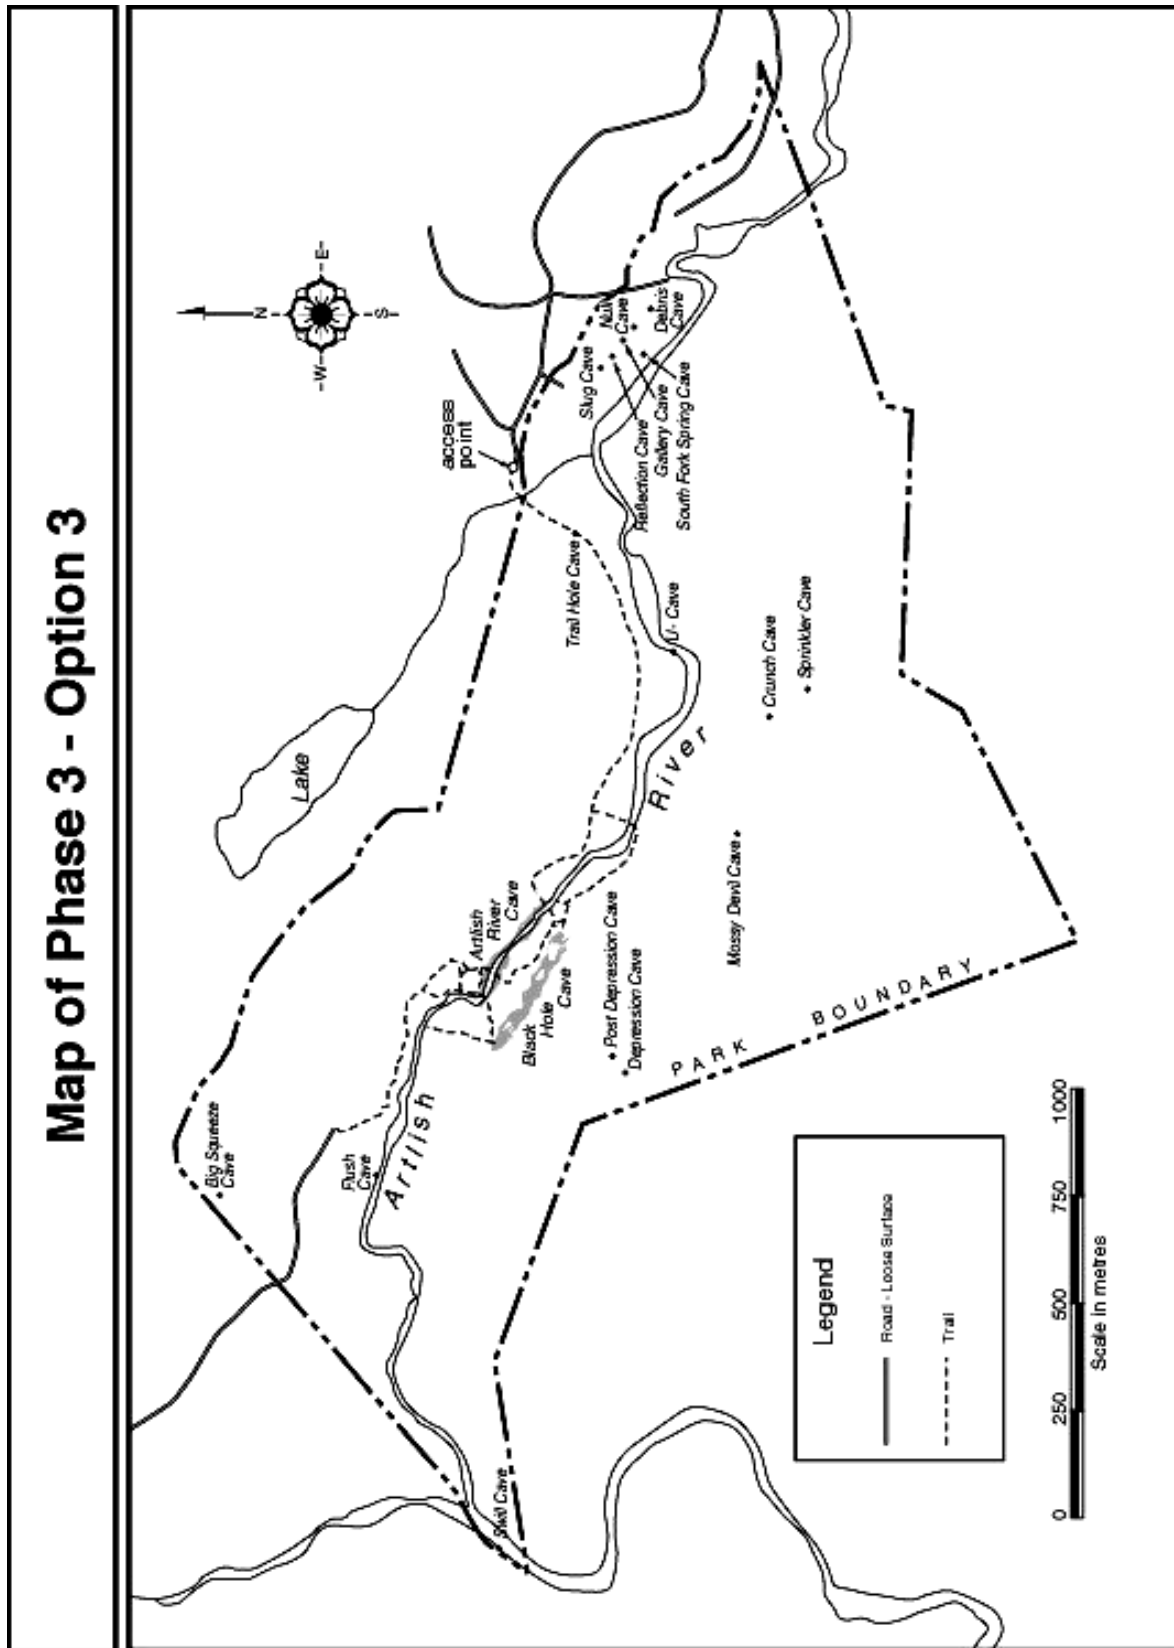 Map of Phase 3 - Option 3
N
W
E
S
Lake
access
point
Big Squeeze
Cave
Flush
Cave
Artlish
River
Artlish
River
Cave
Black
Hole
Cave
Trail Hole Cave
Slug Cave
Cave
Debris
Cave
Reflection Cave
Gallery Cave
South Fork Spring Cave
U- Cave
Crunch Cave
Sprinkler Cave
Mossy Devil Cave
Post Depression Cave
Depression Cave
Swill Cave
PARK BOUNDARY
Legend
Road - Loose Surface
Trail
0 250 500 750 1000
Scale in metres